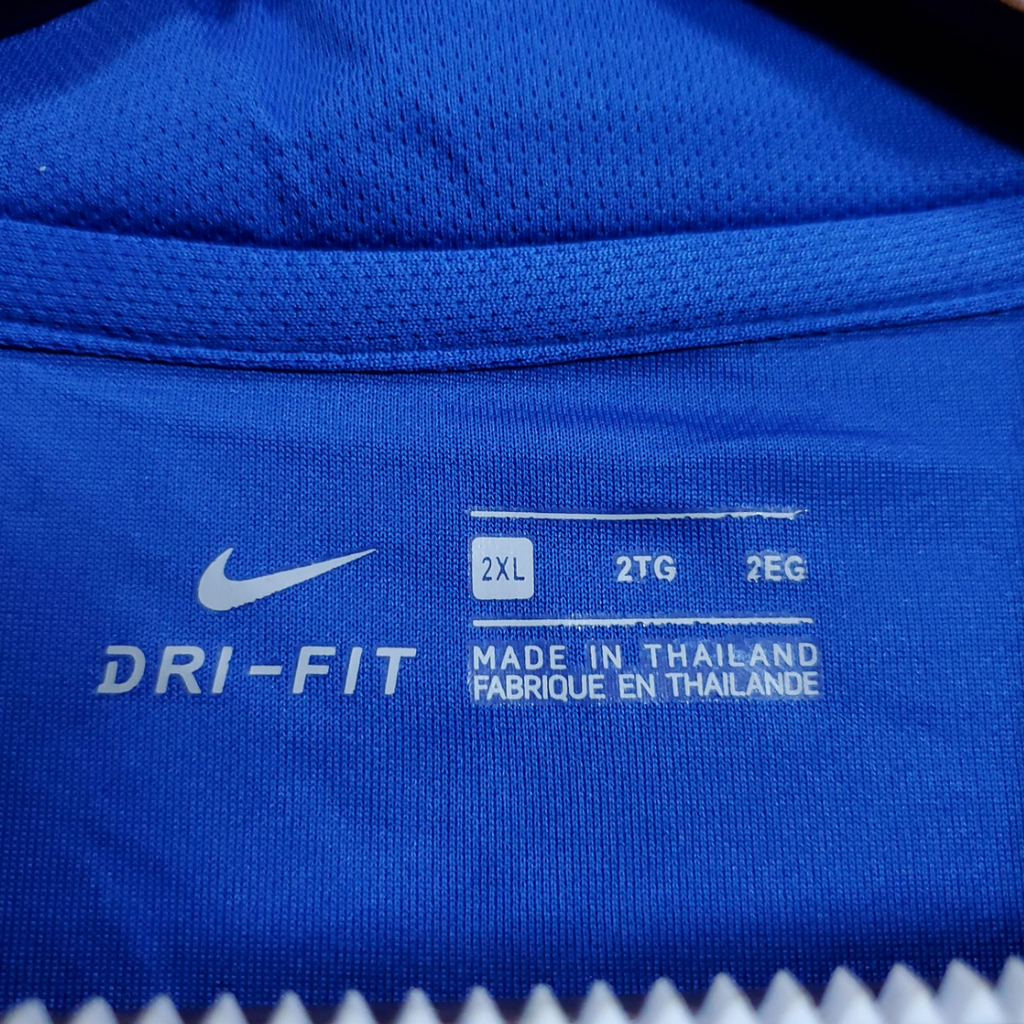 DRI-FIT
2XL 2TG 2EG
MADE IN THAILAND
FABRIQUE EN THAILANDE